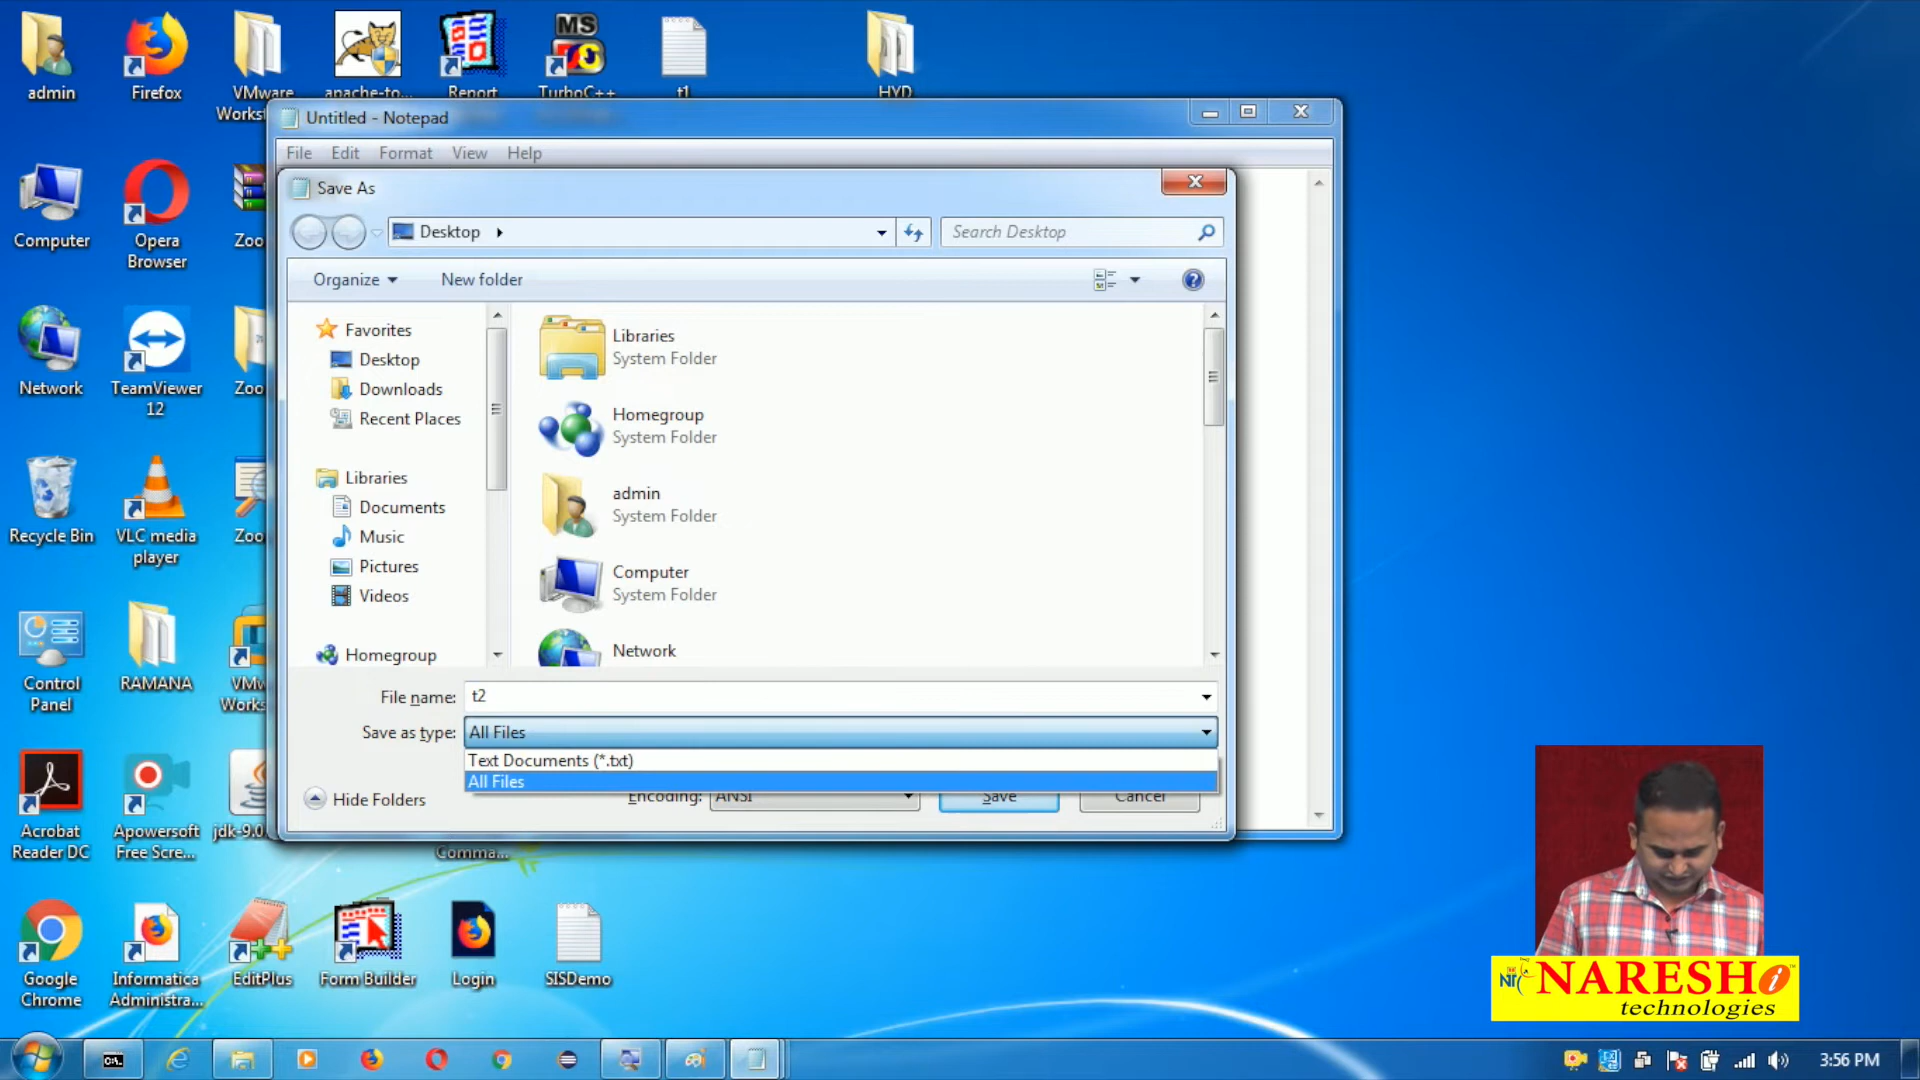 admin
Firefox
VMware
Works
apache-to...
Report
MS
TurboC++
t1
HYD
Untitled - Notepad
File Edit Format View Help
Save As
Desktop
Search Desktop
Organize
New folder
Computer
Opera
Browser
Zoo
Network
TeamViewer
12
Zoo
Recycle Bin
VLC media
player
Zoo
Control
Panel
RAMANA
VMw
Works
Favorites
Desktop
Downloads
Recent Places
Libraries
Documents
Music
Pictures
Videos
Homegroup
Libraries
System Folder
Homegroup
System Folder
admin
System Folder
Computer
System Folder
Network
File name: t2
Save as type: All Files
Text Documents (*.txt)
All Files
Hide Folders
Encoding: ANSI
Save
Cancel
Acrobat
Reader DC
Apowersoft
Free Scre...
jdk-9.0
Comma...
Google
Chrome
Informatica
Administra...
EditPlus
Form Builder
Login
SISDemo
NARESH i
technologies
C:\.
3:56 PM